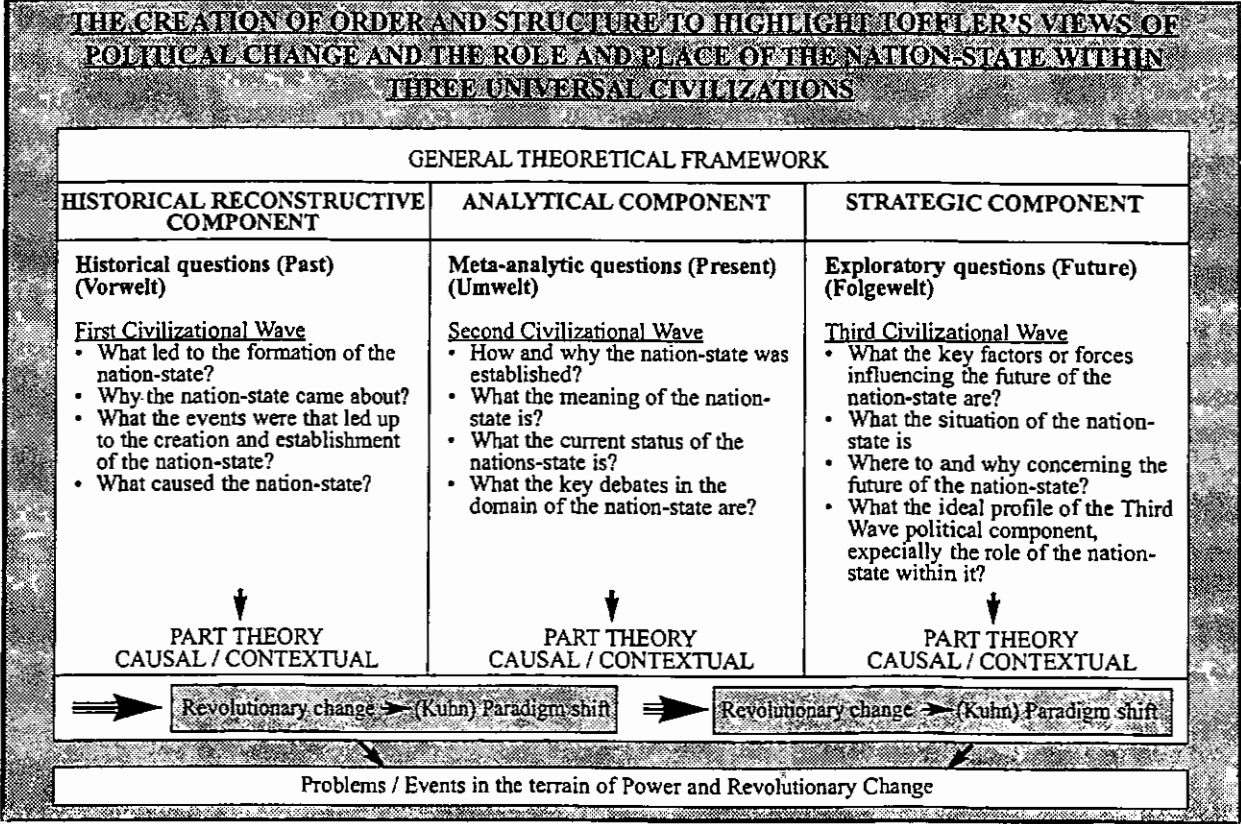 THE CREATION OF ORDER AND STRUCTURE TO HIGHLIGHT TOFFLER'S VIEWS OF
POLITICAL CHANGE AND THE ROLE AND PLACE OF THE NATION-STATE WITHIN
THREE UNIVERSAL CIVILIZATIONS
GENERAL THEORETICAL FRAMEWORK
HISTORICAL RECONSTRUCTIVE
COMPONENT
Historical questions (Past)
(Vorwelt)
First Civilizational Wave
• What led to the formation of the
nation-state?
• Why the nation-state came about?
• What the events were that led up
to the creation and establishment
of the nation-state?
• What caused the nation-state?
PART THEORY
CAUSAL / CONTEXTUAL
ANALYTICAL COMPONENT
Meta-analytic questions (Present)
(Umwelt)
Second Civilizational Wave
• How and why the nation-state was
established?
• What the meaning of the nation-
state is?
• What the current status of the
nations-state is?
• What the key debates in the
domain of the nation-state are?
PART THEORY
CAUSAL / CONTEXTUAL
STRATEGIC COMPONENT
Exploratory questions (Future)
(Folgewelt)
Third Civilizational Wave
• What the key factors or forces
influencing the future of the
nation-state are?
• What the situation of the nation-
state is
• Where to and why concerning the
future of the nation-state?
• What the ideal profile of the Third
Wave political component,
expecially the role of the nation-
state within it?
PART THEORY
CAUSAL / CONTEXTUAL
Revolutionary change (Kuhn) Paradigm shift
Revolutionary change (Kuhn) Paradigm shift
Problems / Events in the terrain of Power and Revolutionary Change